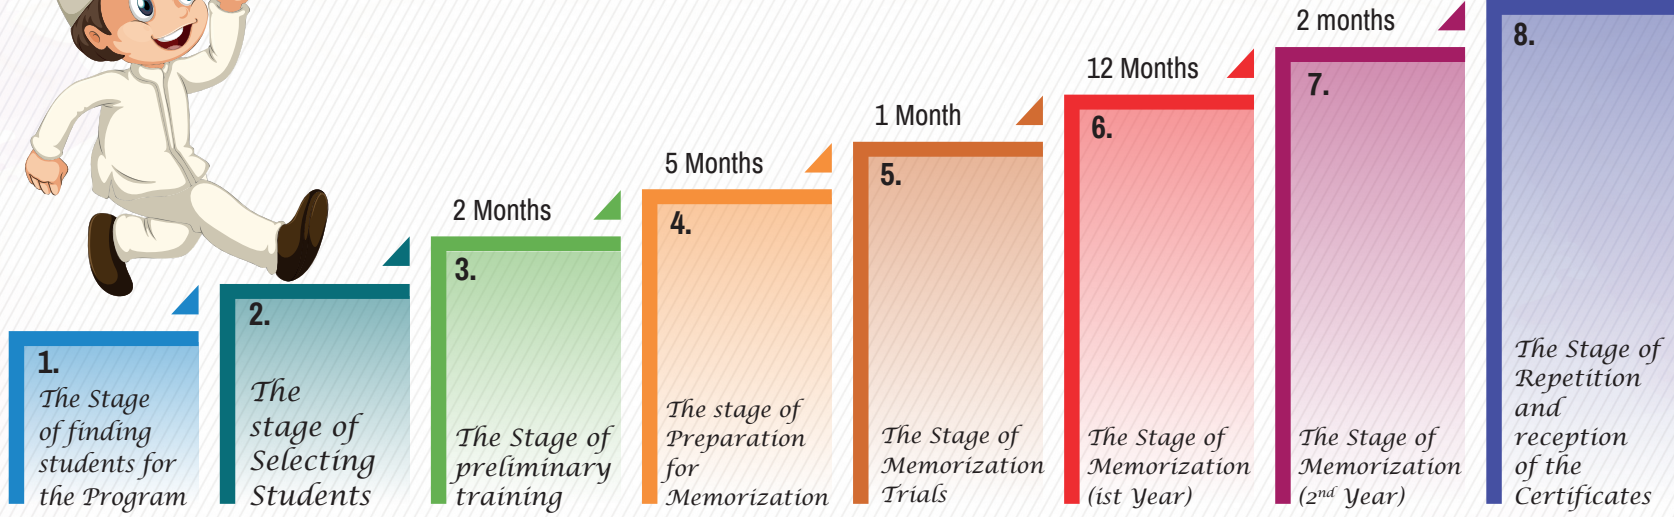 1.
The Stage
of finding
students for
the Program
2.
The
stage of
Selecting
Students
2 Months
3.
The Stage of
preliminary
training
5 Months
4.
The stage of
Preparation
for
Memorization
1 Month
5.
The Stage of
Memorization
Trials
12 Months
6.
The Stage of
Memorization
(ist Year)
2 months
7.
The Stage of
Memorization
(2nd Year)
8.
The Stage of
Repetition
and
reception
of the
Certificates